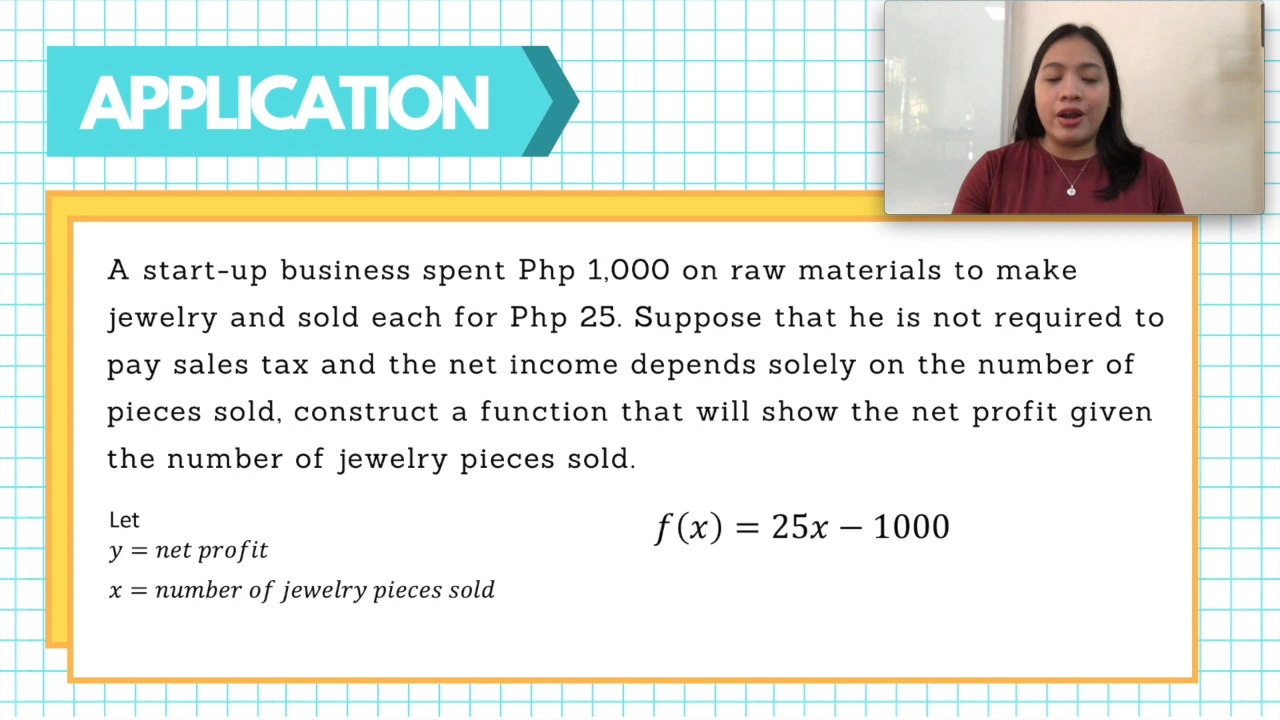 APPLICATION
A start-up business spent Php 1,000 on raw materials to make
jewelry and sold each for Php 25. Suppose that he is not required to
pay sales tax and the net income depends solely on the number of
pieces sold, construct a function that will show the net profit given
the number of jewelry pieces sold.
Let
y = net profit
x = number of jewelry pieces sold
f(x) = 25x − 1000